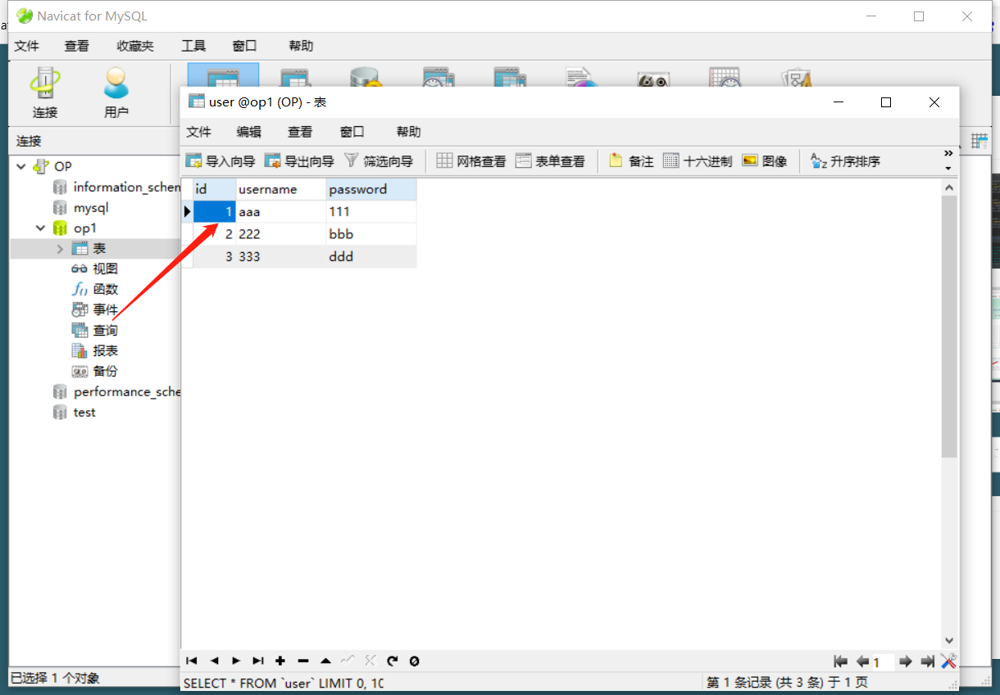 Navicat for MySQL
文件 查看 收藏夹 工具 窗口 帮助
连接 用户
连接
OP
mysql
op1
表
视图
函数
事件
查询
报表
备份
test
已选择 1 个对象
user @op1 (OP) - 表
文件 编辑 查看 窗口 帮助
导入向导 导出向导 筛选向导 网格查看 表单查看 备注 十六进制 图像 升序排序
id username password
1 aaa 111
2 222 bbb
3 333 ddd
1
SELECT * FROM `user` LIMIT 0, 10
第 1 条记录 (共 3 条) 于 1 页